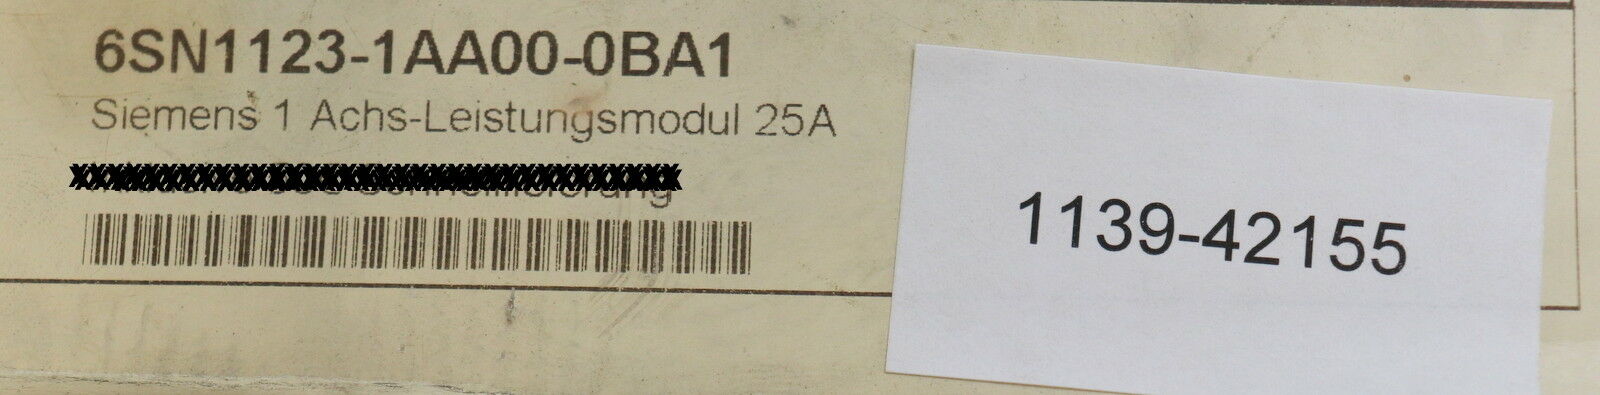 6SN1123-1AA00-0BA1
Siemens 1 Achs-Leistungsmodul 25A
1139-42155